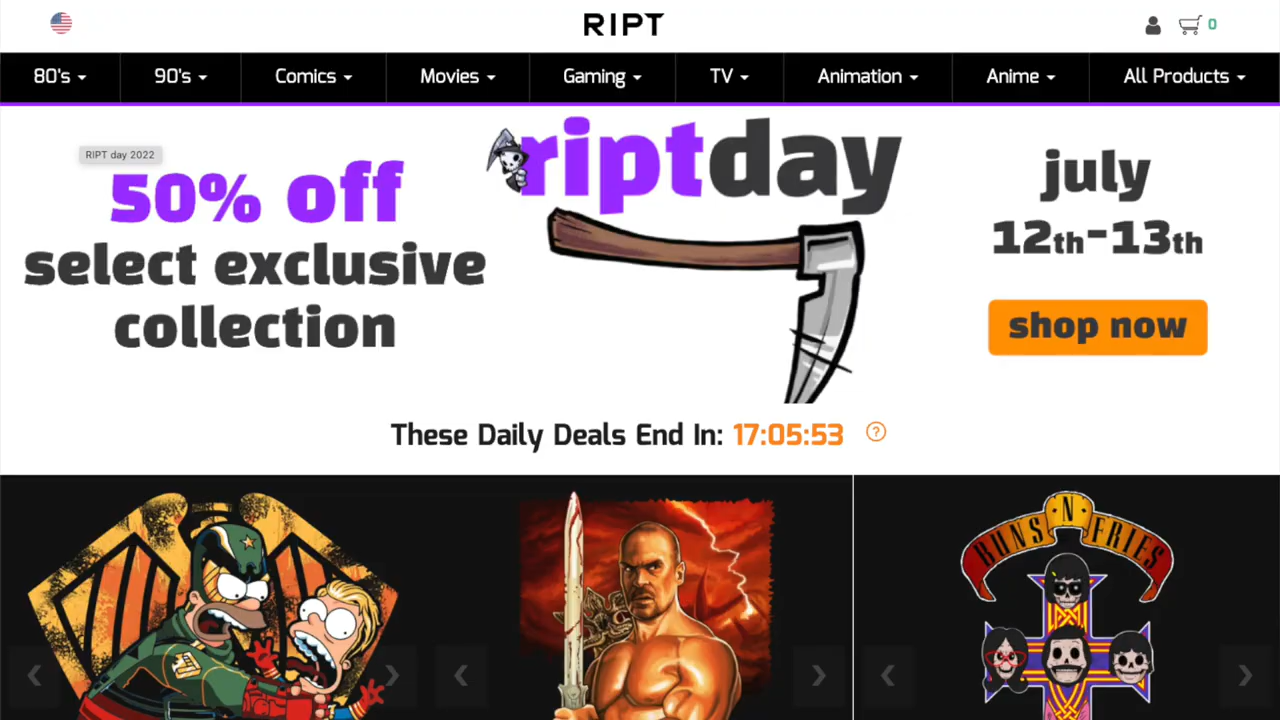 RIPT
0
80's
90's
Comics
Movies
Gaming
TV
Animation
Anime
All Products
RIPT day 2022
50% off
select exclusive
collection
riptday
july
12th-13th
shop now
These Daily Deals End In: 17:05:53 ?
BUNS N FRIES